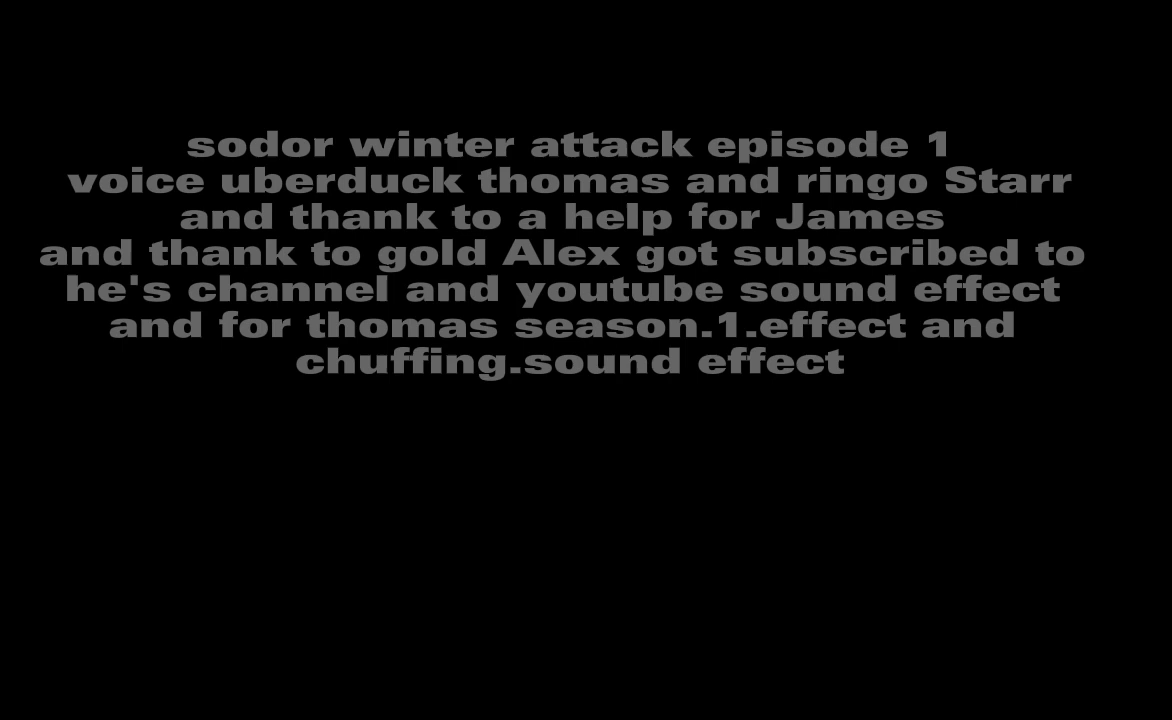 sodor winter attack episode 1
voice uberduck thomas and ringo Starr
and thank to a help for James
and thank to gold Alex got subscribed to
he's channel and youtube sound effect
and for thomas season.1.effect and
chuffing.sound effect